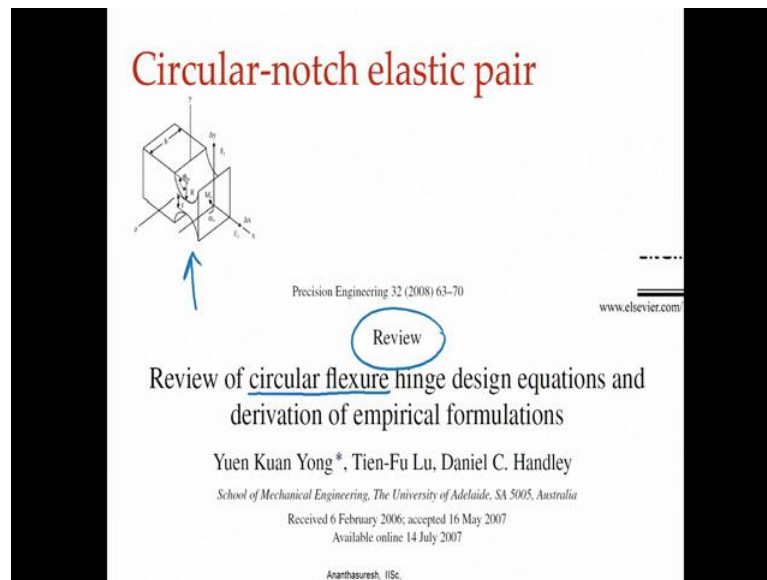 Circular-notch elastic pair
Precision Engineering 32 (2008) 63–70
www.elsevier.com/
Review
Review of circular flexure hinge design equations and
derivation of empirical formulations
Yuen Kuan Yong*, Tien-Fu Lu, Daniel C. Handley
School of Mechanical Engineering, The University of Adelaide, SA 5005, Australia
Received 6 February 2006; accepted 16 May 2007
Available online 14 July 2007
Ananthasuresh, IISc,